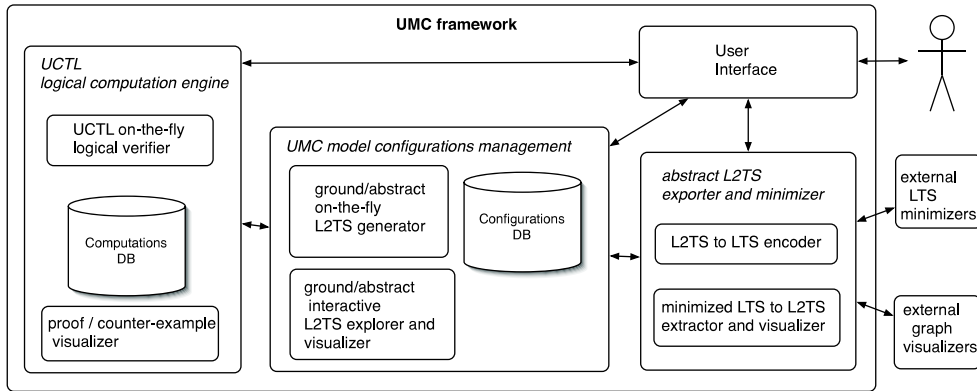 UMC framework
UCTL
logical computation engine
UCTL on-the-fly
logical verifier
Computations
DB
proof / counter-example
visualizer
UMC model configurations management
ground/abstract
on-the-fly
L2TS generator
Configurations
DB
ground/abstract
interactive
L2TS explorer and
visualizer
User
Interface
abstract L2TS
exporter and minimizer
L2TS to LTS encoder
minimized LTS to L2TS
extractor and visualizer
external
LTS
minimizers
external
graph
visualizers